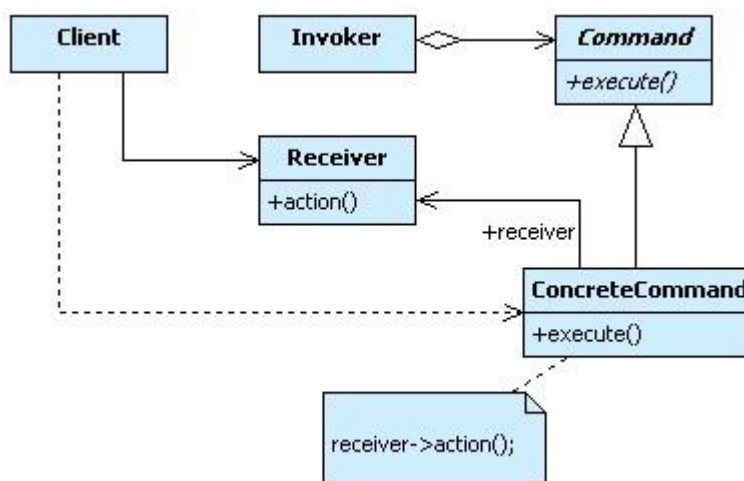 Client
Invoker
Command
+execute()
Receiver
+action()
+receiver
ConcreteCommand
+execute()
receiver->action();